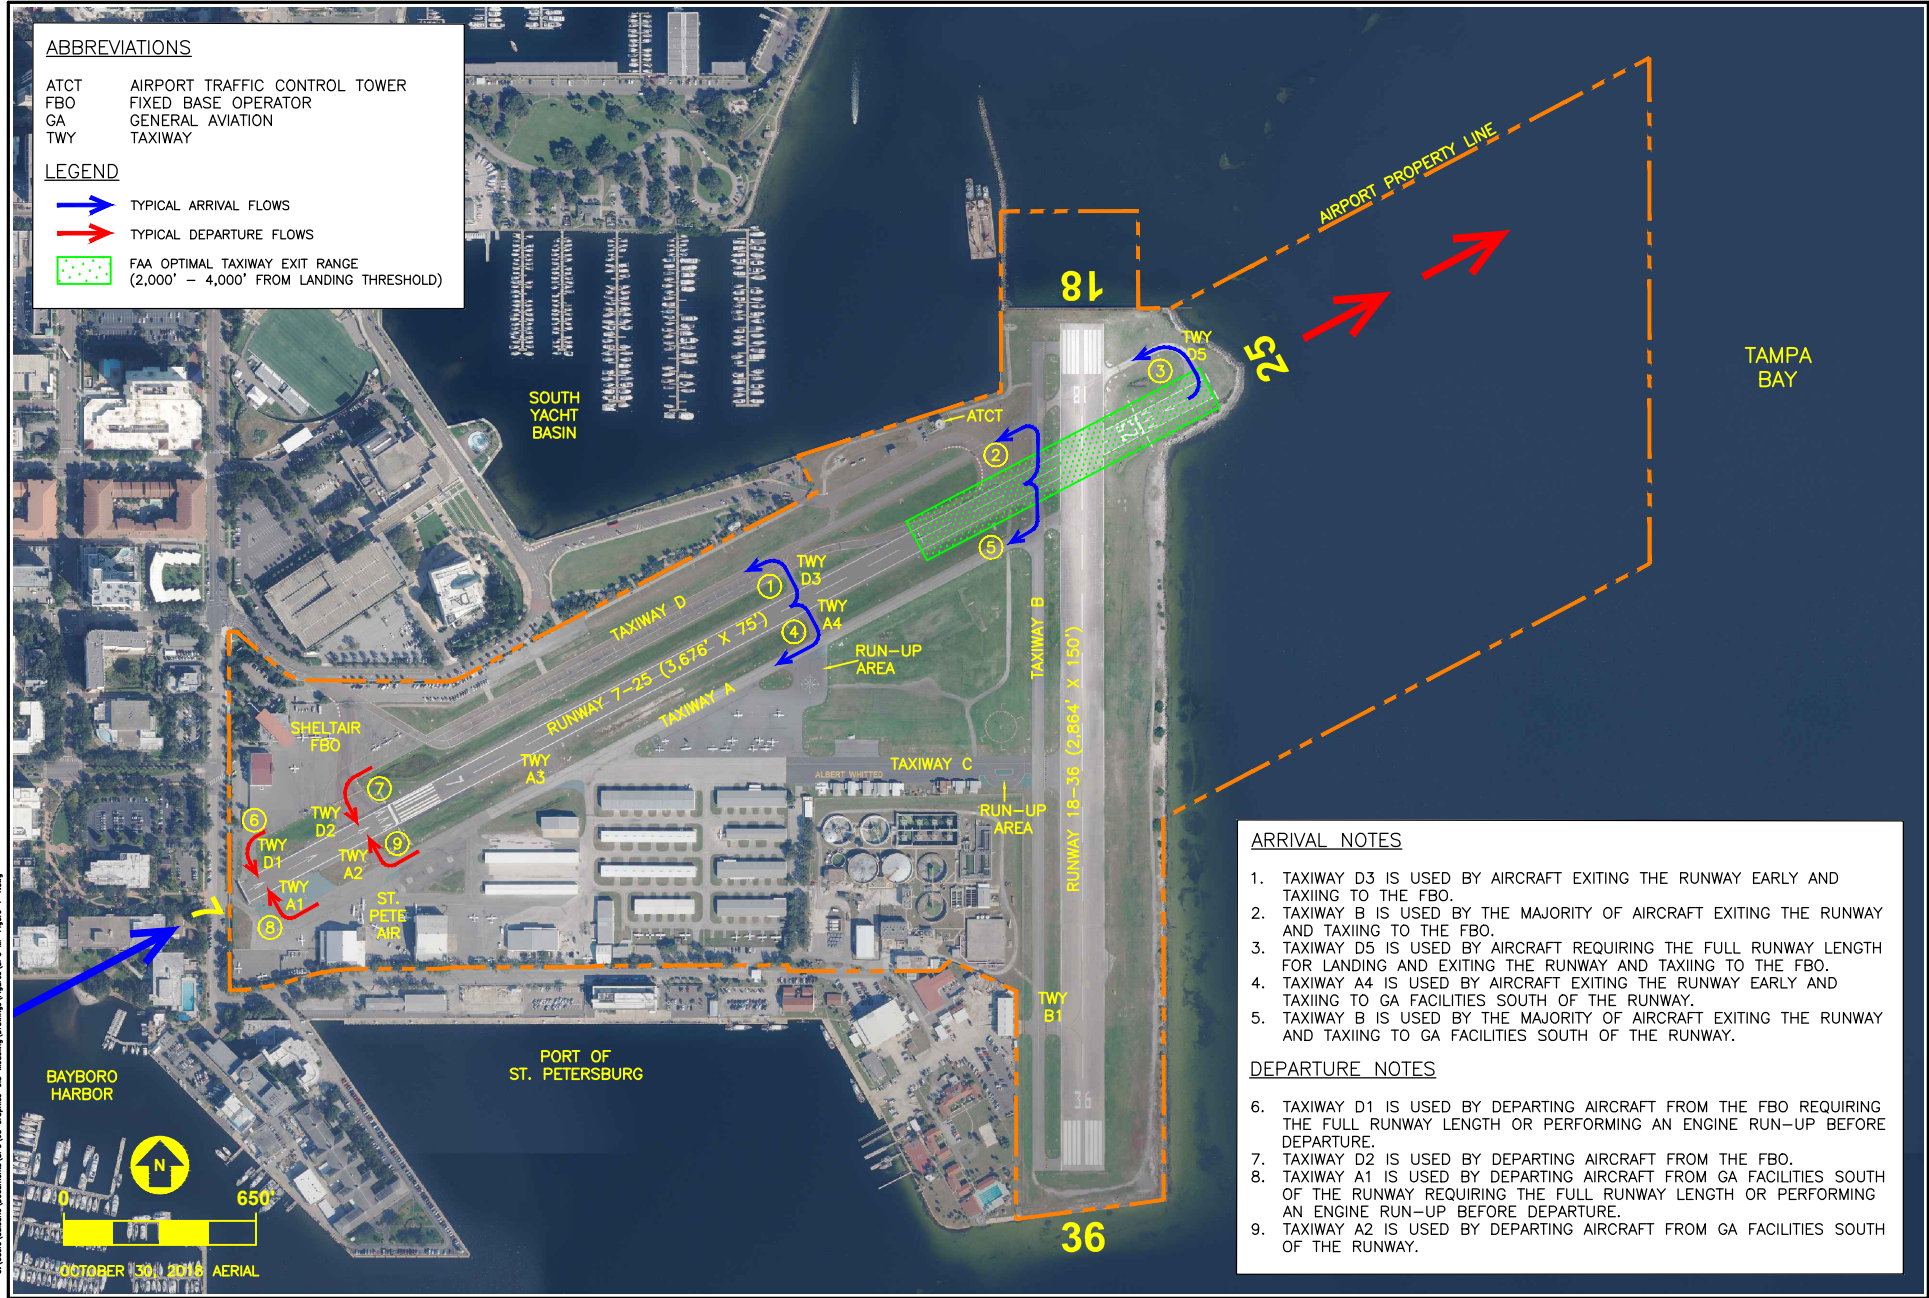 ABBREVIATIONS
ATCT AIRPORT TRAFFIC CONTROL TOWER
FBO FIXED BASE OPERATOR
GA GENERAL AVIATION
TWY TAXIWAY
LEGEND
TYPICAL ARRIVAL FLOWS
TYPICAL DEPARTURE FLOWS
FAA OPTIMAL TAXIWAY EXIT RANGE
(2,000' – 4,000' FROM LANDING THRESHOLD)
AIRPORT PROPERTY LINE
18
25
TWY
D5
3
TAMPA
BAY
SOUTH
YACHT
BASIN
ATCT
2
5
TWY
D3
1
TWY
A4
4
TAXIWAY D
RUNWAY 7–25 (3,676' X 75')
TAXIWAY A
TAXIWAY B
RUNWAY 18–36 (2,864' X 150')
RUN–UP
AREA
SHELTAIR
FBO
TWY
A3
ALBERT WHITTED
TAXIWAY C
RUN–UP
AREA
7
TWY
D2
6
TWY
D1
9
TWY
A2
TWY
A1
8
ST.
PETE
AIR
7
TWY
B1
36
PORT OF
ST. PETERSBURG
BAYBORO
HARBOR
N
0 650'
OCTOBER 30, 2018 AERIAL
36
ARRIVAL NOTES
1. TAXIWAY D3 IS USED BY AIRCRAFT EXITING THE RUNWAY EARLY AND
TAXIING TO THE FBO.
2. TAXIWAY B IS USED BY THE MAJORITY OF AIRCRAFT EXITING THE RUNWAY
AND TAXIING TO THE FBO.
3. TAXIWAY D5 IS USED BY AIRCRAFT REQUIRING THE FULL RUNWAY LENGTH
FOR LANDING AND EXITING THE RUNWAY AND TAXIING TO THE FBO.
4. TAXIWAY A4 IS USED BY AIRCRAFT EXITING THE RUNWAY EARLY AND
TAXIING TO GA FACILITIES SOUTH OF THE RUNWAY.
5. TAXIWAY B IS USED BY THE MAJORITY OF AIRCRAFT EXITING THE RUNWAY
AND TAXIING TO GA FACILITIES SOUTH OF THE RUNWAY.
DEPARTURE NOTES
6. TAXIWAY D1 IS USED BY DEPARTING AIRCRAFT FROM THE FBO REQUIRING
THE FULL RUNWAY LENGTH OR PERFORMING AN ENGINE RUN–UP BEFORE
DEPARTURE.
7. TAXIWAY D2 IS USED BY DEPARTING AIRCRAFT FROM THE FBO.
8. TAXIWAY A1 IS USED BY DEPARTING AIRCRAFT FROM GA FACILITIES SOUTH
OF THE RUNWAY REQUIRING THE FULL RUNWAY LENGTH OR PERFORMING
AN ENGINE RUN–UP BEFORE DEPARTURE.
9. TAXIWAY A2 IS USED BY DEPARTING AIRCRAFT FROM GA FACILITIES SOUTH
OF THE RUNWAY.